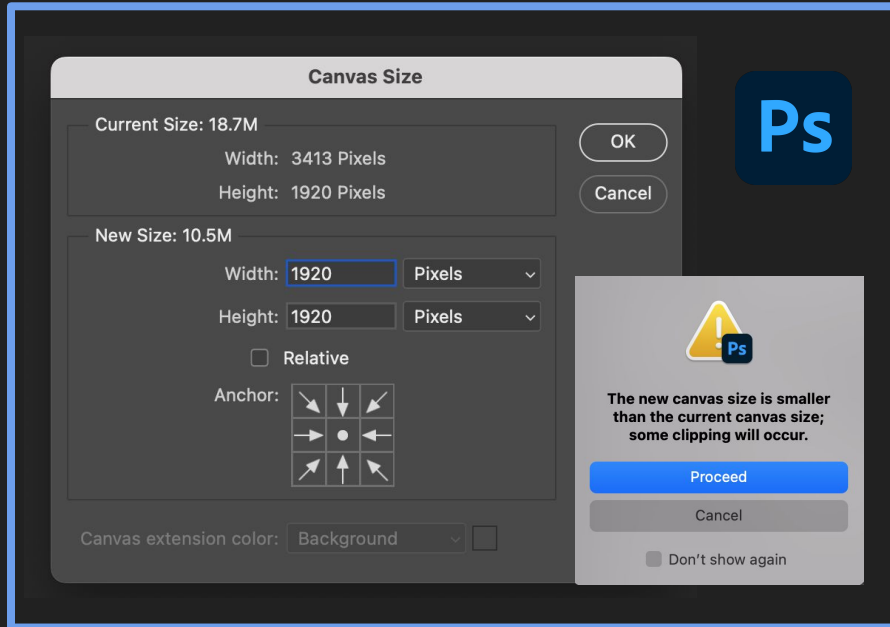 Canvas Size
Current Size: 18.7M
Width: 3413 Pixels
Height: 1920 Pixels
OK
Cancel
New Size: 10.5M
Width: 1920 Pixels
Height: 1920 Pixels
Relative
Anchor:
Canvas extension color: Background
Ps
Ps
The new canvas size is smaller
than the current canvas size;
some clipping will occur.
Proceed
Cancel
Don't show again